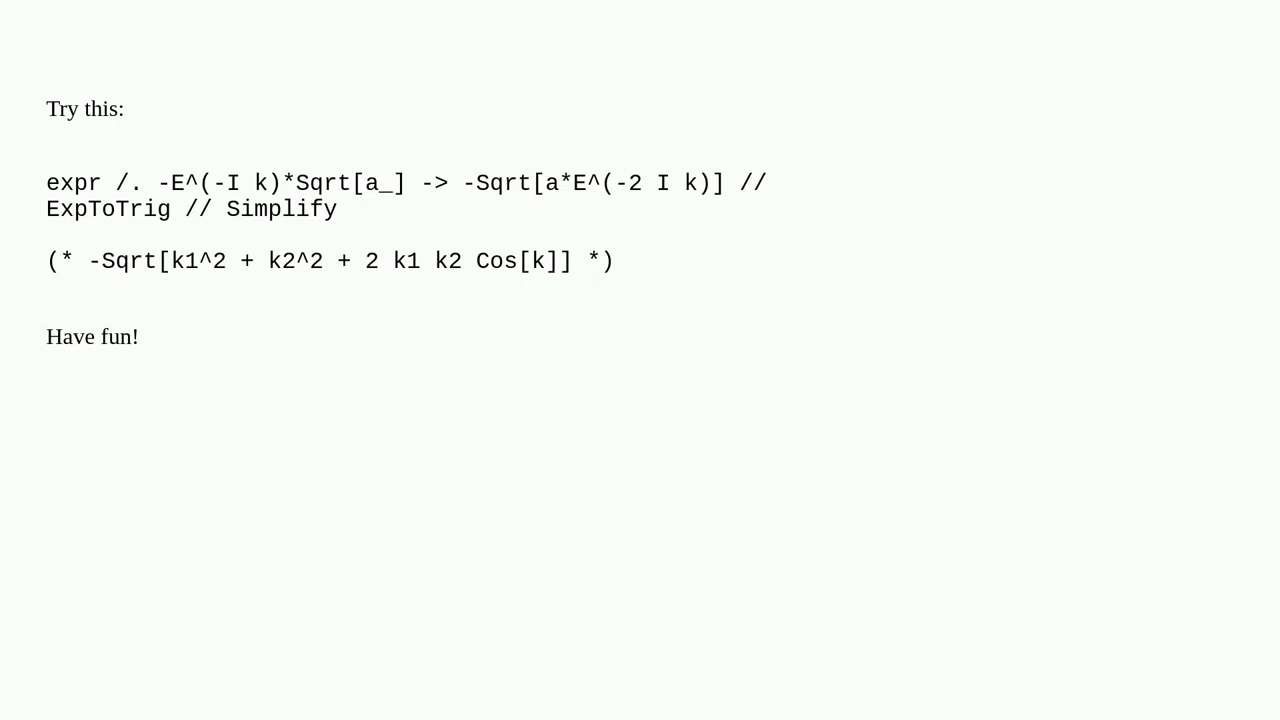 Try this:
expr /. -E^(-I k)*Sqrt[a_] -> -Sqrt[a*E^(-2 I k)] //
ExpToTrig // Simplify
(* -Sqrt[k1^2 + k2^2 + 2 k1 k2 Cos[k]] *)
Have fun!